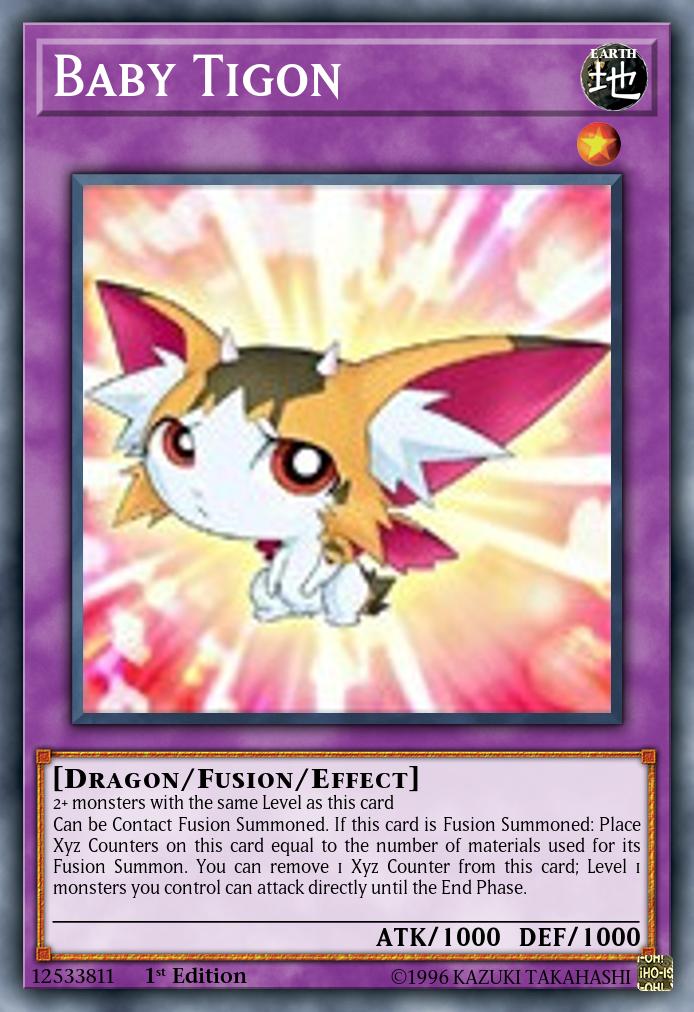 BABY TIGON
EARTH
地
[DRAGON/FUSION/EFFECT]
2+ monsters with the same Level as this card
Can be Contact Fusion Summoned. If this card is Fusion Summoned: Place
Xyz Counters on this card equal to the number of materials used for its
Fusion Summon. You can remove 1 Xyz Counter from this card; Level 1
monsters you control can attack directly until the End Phase.
ATK/1000 DEF/1000
12533811 1st Edition ©1996 KAZUKI TAKAHASHI